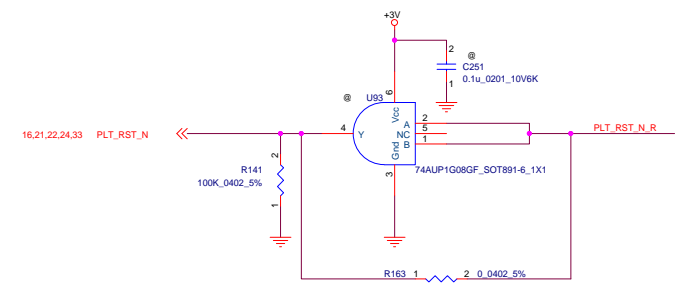 +3V
2
@
C251
0.1u_0201_10V6K
1
@
U93
6
Vcc
A
2
PLT_RST_N_R
16,21,22,24,33
PLT_RST_N
4
Y
NC
5
B
1
Gnd
3
74AUP1G08GF_SOT891-6_1X1
2
R141
100K_0402_5%
1
R163
1
2
0_0402_5%